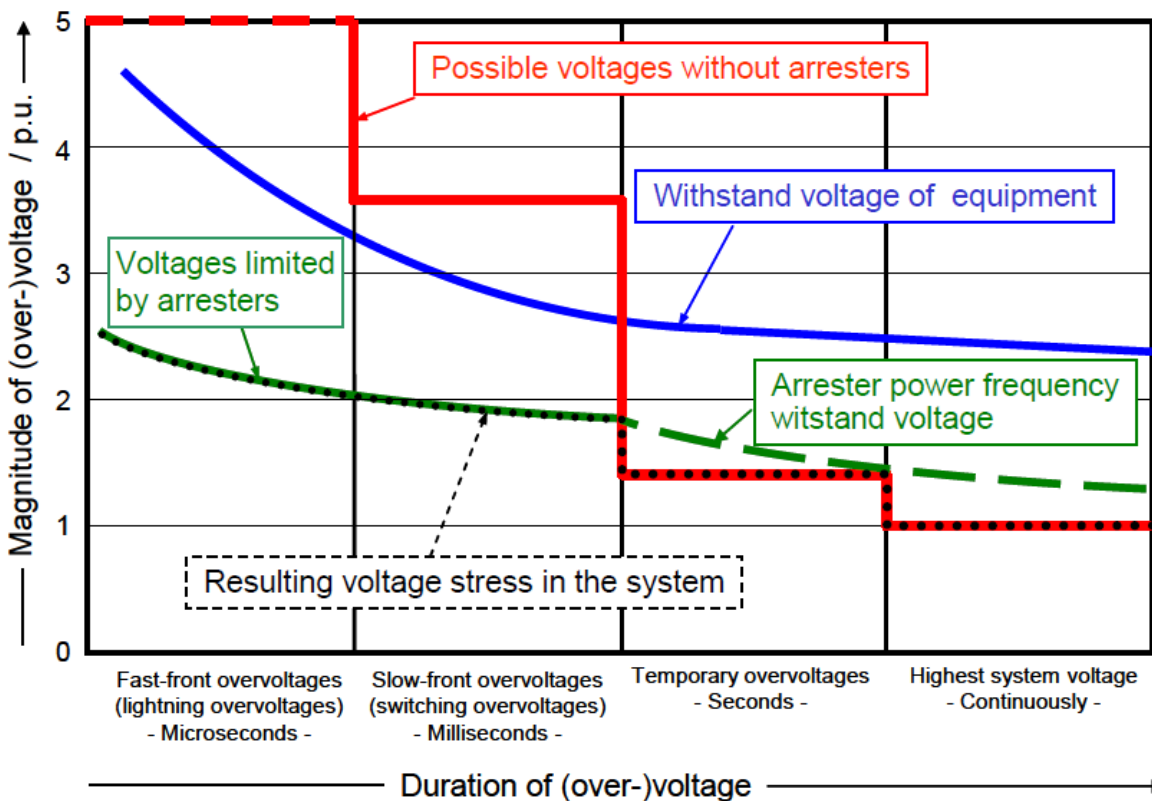 Magnitude of (over-)voltage / p.u.
5
4
3
2
1
0
Possible voltages without arresters
Withstand voltage of equipment
Voltages limited
by arresters
Arrester power frequency
witstand voltage
Resulting voltage stress in the system
Fast-front overvoltages
(lightning overvoltages)
- Microseconds -
Slow-front overvoltages
(switching overvoltages)
- Milliseconds -
Temporary overvoltages
- Seconds -
Highest system voltage
- Continuously -
Duration of (over-)voltage